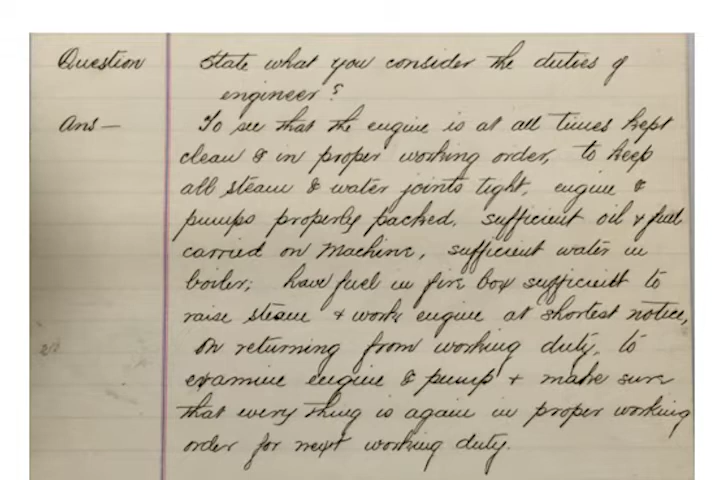 Question State what you consider the duties of
engineer?
Ans— To see that the engine is at all times kept
clean & in proper working order, to keep
all steam & water joints tight, engine &
pumps properly packed, sufficient oil & fuel
carried on Machine, sufficient water in
boiler; have fuel in fire box sufficient to
raise steam & work engine at shortest notice,
On returning from working duty, to
examine engine & pump & make sure
that every thing is again in proper working
order for next working duty.